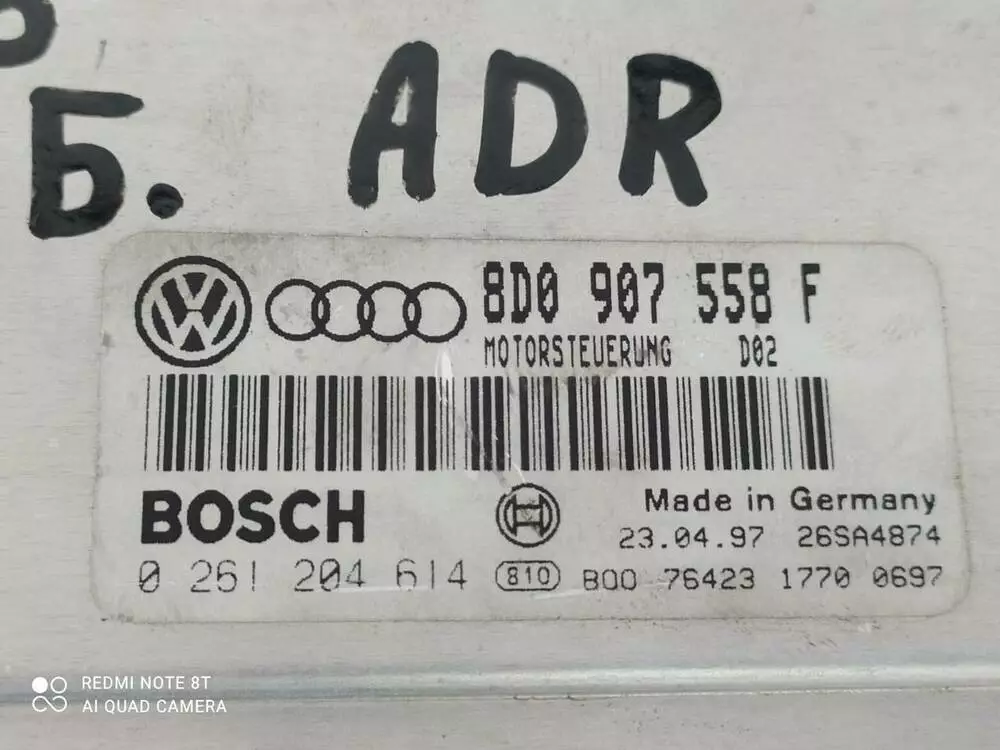 Б. ADR
8D0 907 558 F
MOTORSTEUERUNG D02
BOSCH
Made in Germany
23.04.97 26SA4874
0 261 204 614 810 B00 76423 1770 0697
REDMI NOTE 8T
AI QUAD CAMERA